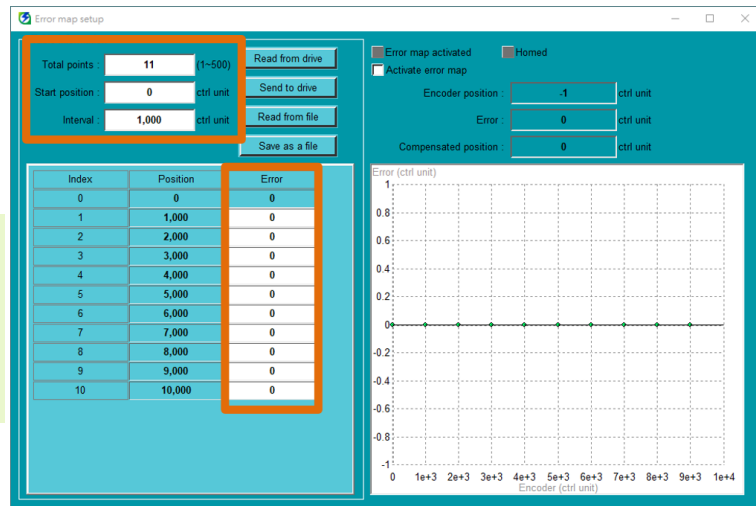 Error map setup
Total points : 11 (1~500)
Start position : 0 ctrl unit
Interval : 1,000 ctrl unit
Read from drive
Send to drive
Read from file
Save as a file
Error map activated Homed
Activate error map
Encoder position : -1 ctrl unit
Error : 0 ctrl unit
Compensated position : 0 ctrl unit
Index Position Error
0 0 0
1 1,000 0
2 2,000 0
3 3,000 0
4 4,000 0
5 5,000 0
6 6,000 0
7 7,000 0
8 8,000 0
9 9,000 0
10 10,000 0
Error (ctrl unit)
1
0.8
0.6
0.4
0.2
0
-0.2
-0.4
-0.6
-0.8
-1
0 1e+3 2e+3 3e+3 4e+3 5e+3 6e+3 7e+3 8e+3 9e+3 1e+4
Encoder (ctrl unit)